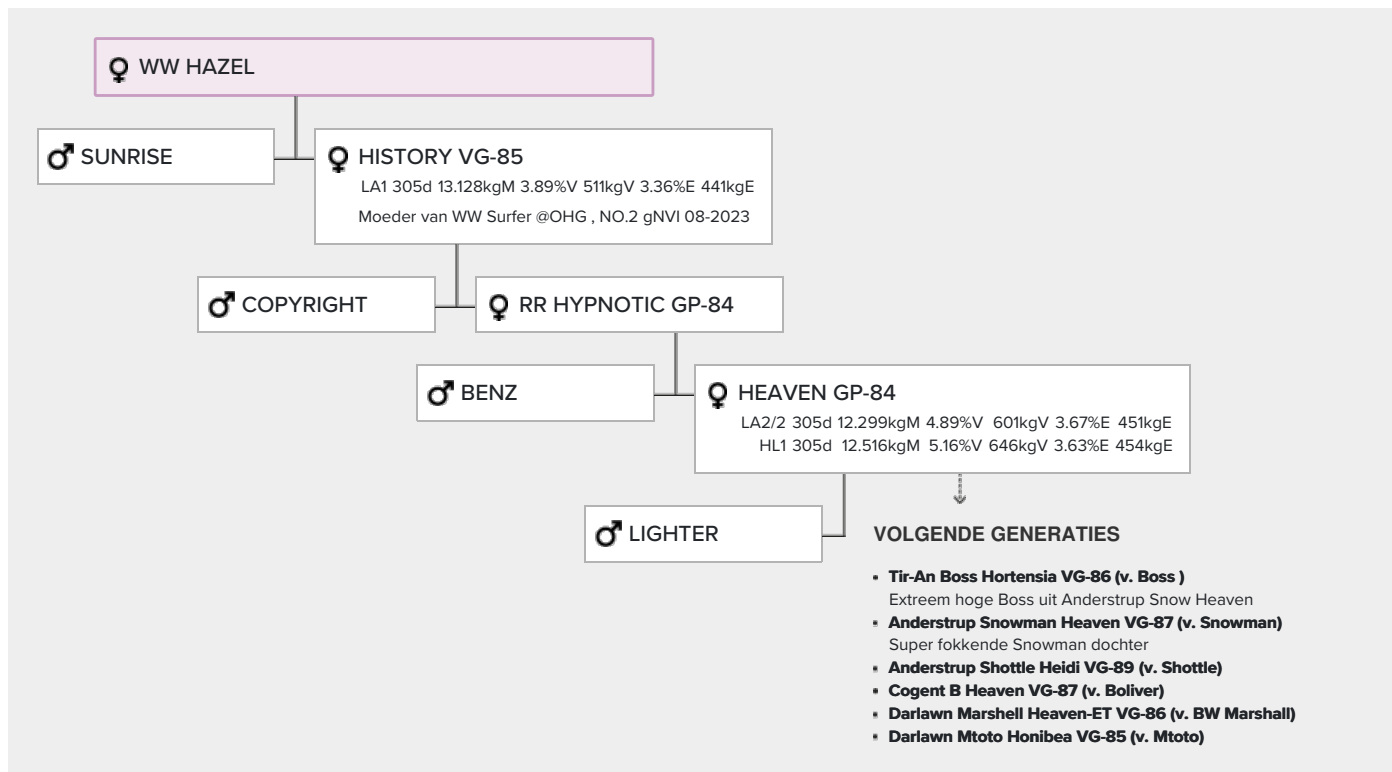 WW HAZEL
SUNRISE
HISTORY VG-85
LA1 305d 13.128kgM 3.89%V 511kgV 3.36%E 441kgE
Moeder van WW Surfer @OHG , NO.2 gNVI 08-2023
COPYRIGHT
RR HYPNOTIC GP-84
BENZ
HEAVEN GP-84
LA2/2 305d 12.299kgM 4.89%V 601kgV 3.67%E 451kgE
HL1 305d 12.516kgM 5.16%V 646kgV 3.63%E 454kgE
LIGHTER
VOLGENDE GENERATIES
Tir-An Boss Hortensia VG-86 (v. Boss )
Extreem hoge Boss uit Anderstrup Snow Heaven
Anderstrup Snowman Heaven VG-87 (v. Snowman)
Super fokkende Snowman dochter
Anderstrup Shottle Heidi VG-89 (v. Shottle)
Cogent B Heaven VG-87 (v. Boliver)
Darlawn Marshell Heaven-ET VG-86 (v. BW Marshall)
Darlawn Mtoto Honibea VG-85 (v. Mtoto)